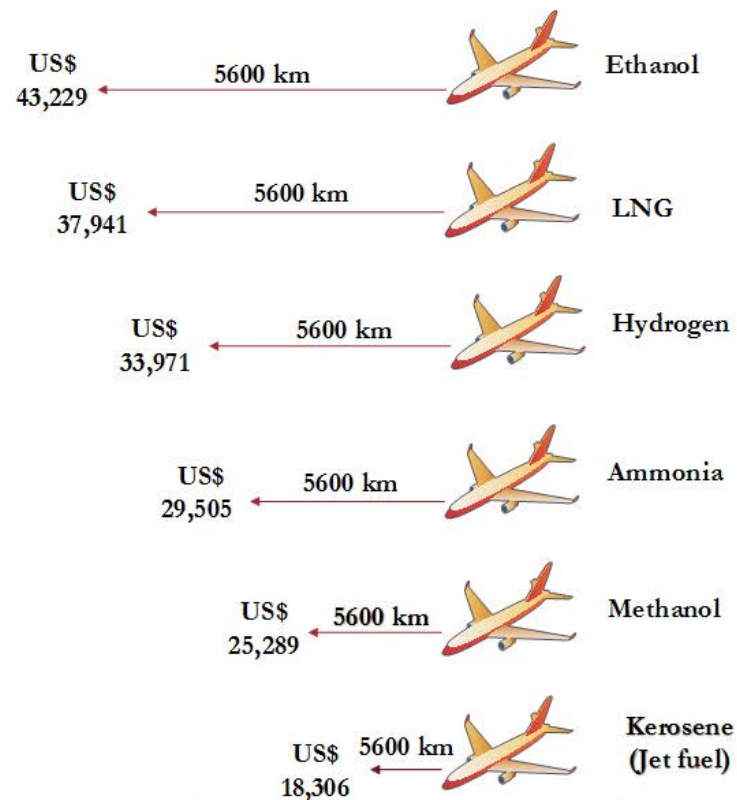 US$
43,229
5600 km
Ethanol
US$
37,941
5600 km
LNG
US$
33,971
5600 km
Hydrogen
US$
29,505
5600 km
Ammonia
US$
25,289
5600 km
Methanol
US$
18,306
5600 km
Kerosene
(Jet fuel)